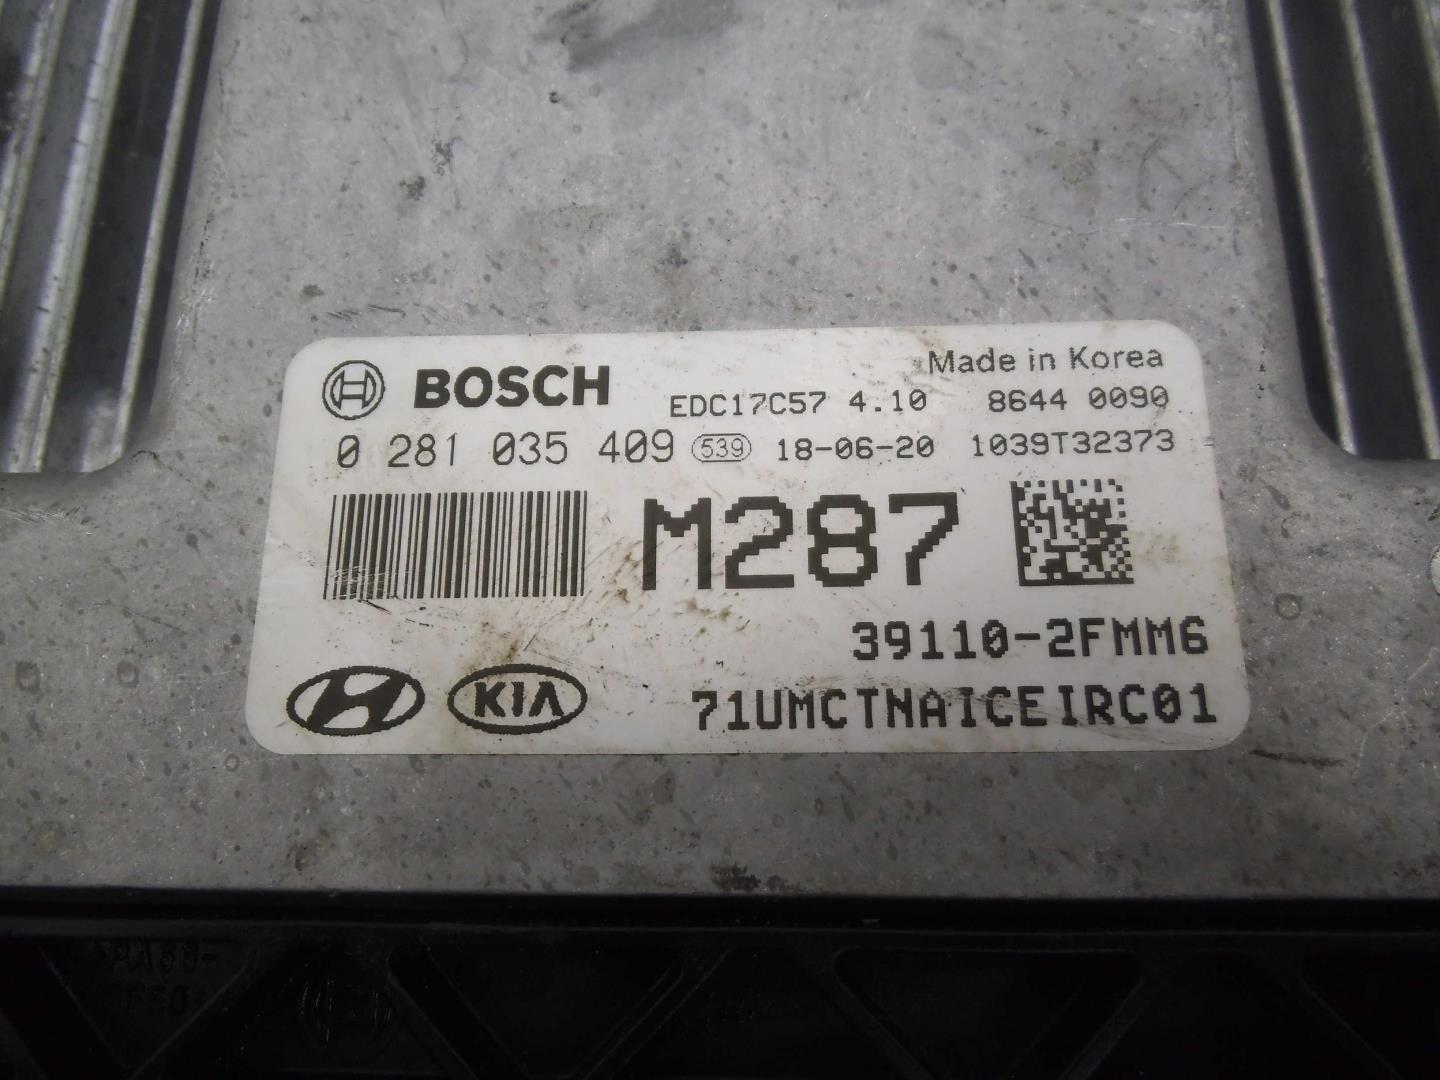 BOSCH
Made in Korea
EDC17C57 4.10 8644 0090
0 281 035 409 539 18-06-20 1039T32373
M287
39110-2FMM6
KIA
71UMCTNAICEIRC01